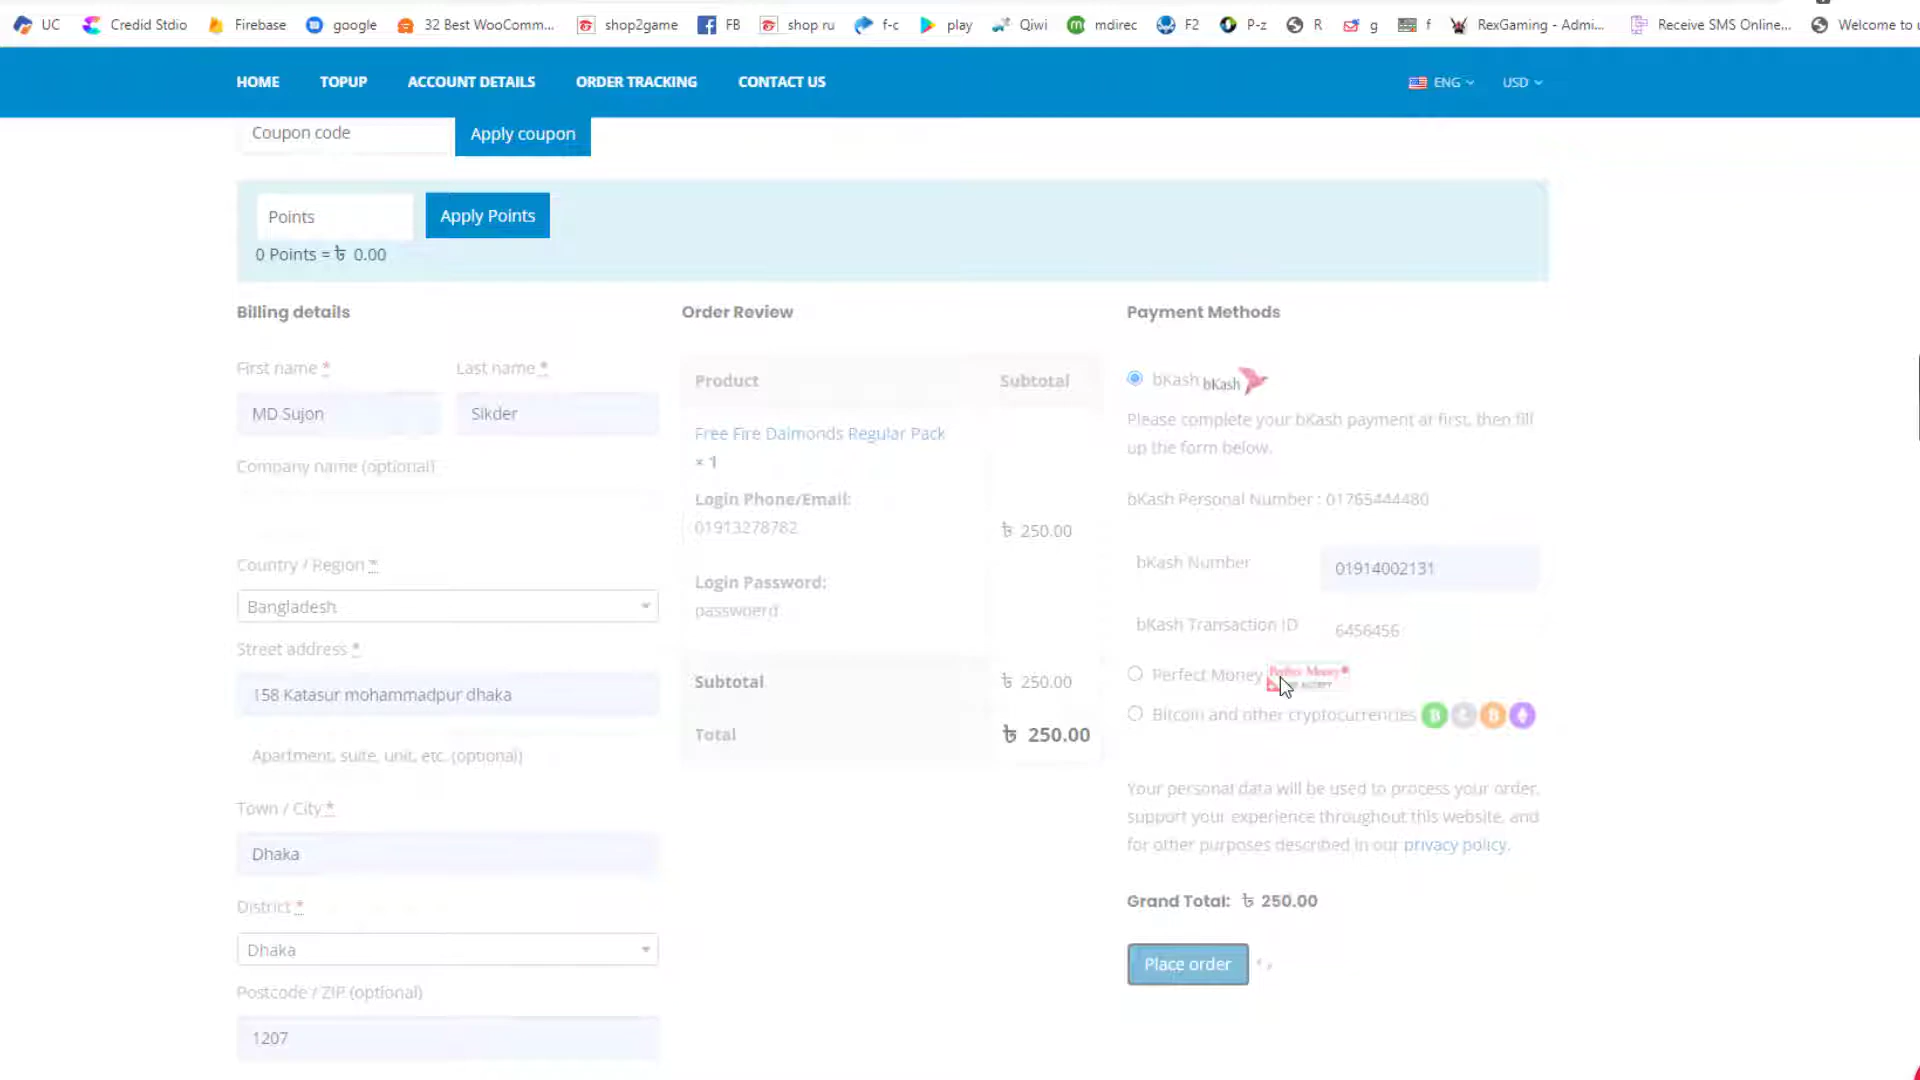 UC Credid Stdio Firebase google 32 Best WooComm... shop2game FB shop ru f-c play Qiwi mdirec F2 P-z R g f RexGaming - Admi... Receive SMS Online... Welcome to u
HOME TOPUP ACCOUNT DETAILS ORDER TRACKING CONTACT US ENG USD
Coupon code Apply coupon
Points Apply Points
0 Points = ৳ 0.00
Billing details
First name * Last name *
MD Sujon Sikder
Company name (optional)
Country / Region *
Bangladesh
Street address *
158 Katasur mohammadpur dhaka
Apartment, suite, unit, etc. (optional)
Town / City *
Dhaka
District *
Dhaka
Postcode / ZIP (optional)
1207
Order Review
Product Subtotal
Free Fire Daimonds Regular Pack
× 1
Login Phone/Email:
01913278782
৳ 250.00
Login Password:
passwoerd
Subtotal ৳ 250.00
Total ৳ 250.00
Payment Methods
bKash bKash
Please complete your bKash payment at first, then fill
up the form below.
bKash Personal Number : 01765444480
bKash Number 01914002131
bKash Transaction ID 6456456
Perfect Money Perfect Money
ACCEPT
Bitcoin and other cryptocurrencies
Your personal data will be used to process your order,
support your experience throughout this website, and
for other purposes described in our privacy policy.
Grand Total: ৳ 250.00
Place order